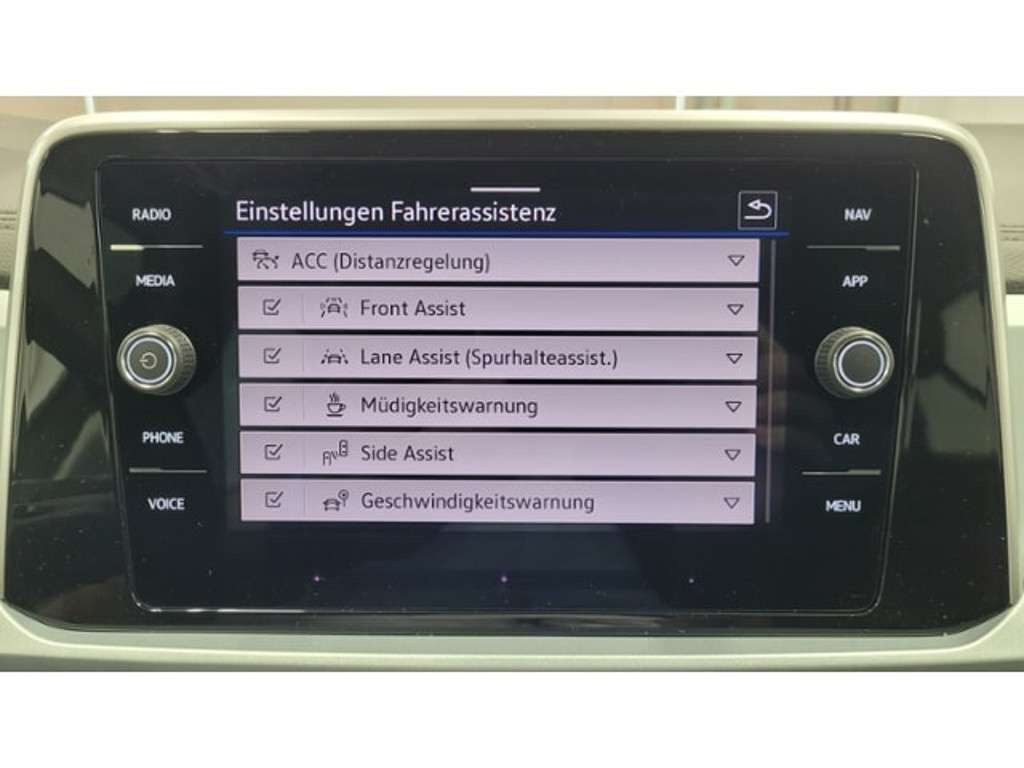 RADIO
MEDIA
PHONE
VOICE
Einstellungen Fahrerassistenz
ACC (Distanzregelung)
Front Assist
Lane Assist (Spurhalteassist.)
Müdigkeitswarnung
Side Assist
Geschwindigkeitswarnung
NAV
APP
CAR
MENU